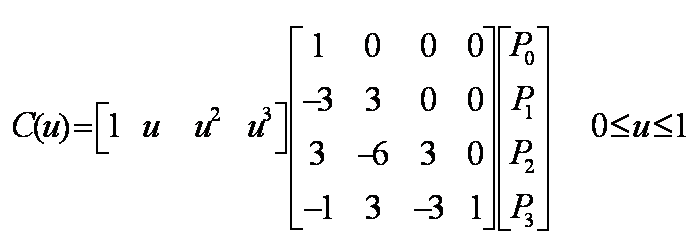 1 0 0 0 P₀
−3 3 0 0 P₁
C(u)=[1 u u² u³] 0≤u≤1
3 −6 3 0 P₂
−1 3 −3 1 P₃